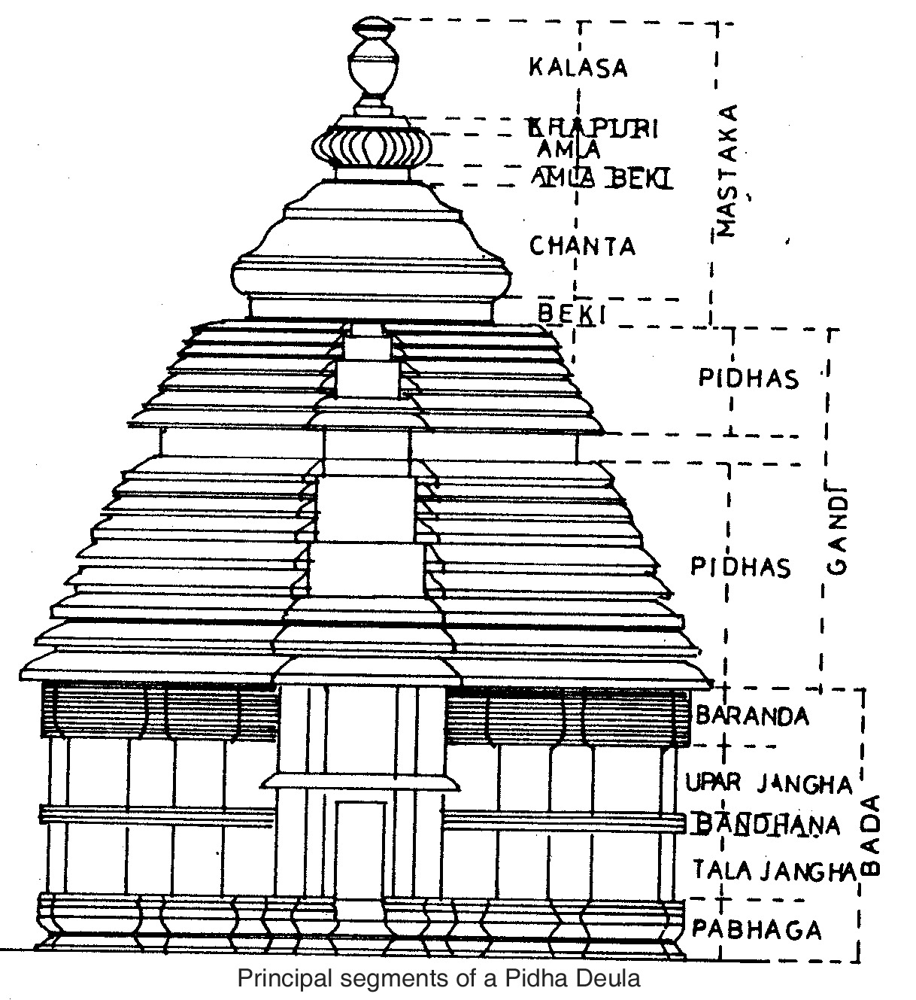 KALASA
KHAPURI
AMLA
AMLA BEKI
CHANTA
BEKI
MASTAKA
PIDHAS
PIDHAS
GANDI
BARANDA
UPAR JANGHA
BANDHANA
TALA JANGHA
PABHAGA
BADA
Principal segments of a Pidha Deula